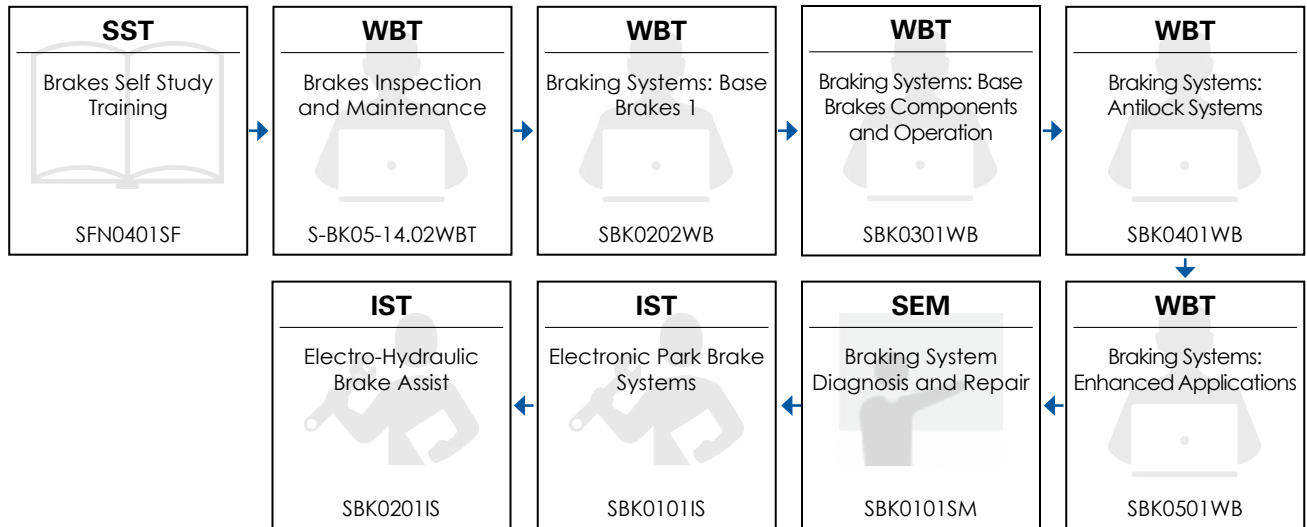 SST
Brakes Self Study
Training
SFN0401SF
WBT
Brakes Inspection
and Maintenance
S-BK05-14.02WBT
WBT
Braking Systems: Base
Brakes 1
SBK0202WB
WBT
Braking Systems: Base
Brakes Components
and Operation
SBK0301WB
WBT
Braking Systems:
Antilock Systems
SBK0401WB
WBT
Braking Systems:
Enhanced Applications
SBK0501WB
SEM
Braking System
Diagnosis and Repair
SBK0101SM
IST
Electronic Park Brake
Systems
SBK0101IS
IST
Electro-Hydraulic
Brake Assist
SBK0201IS